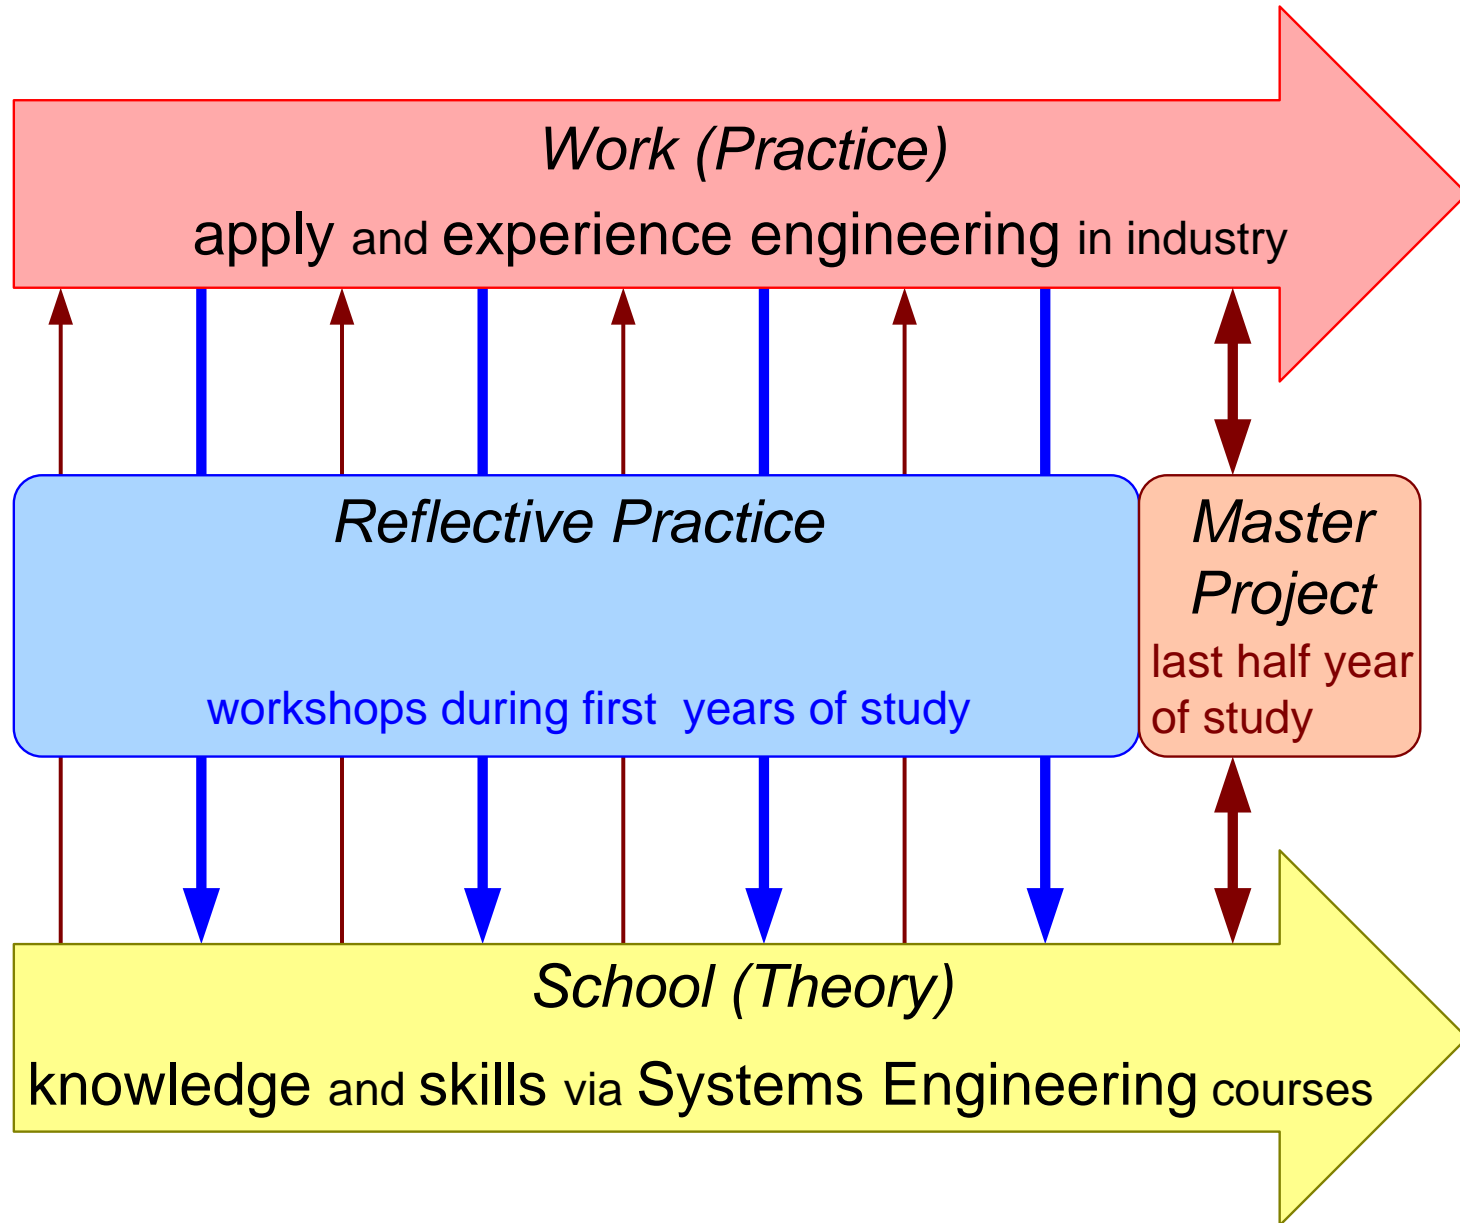 Work (Practice)
apply and experience engineering in industry
Reflective Practice
workshops during first years of study
Master
Project
last half year
of study
School (Theory)
knowledge and skills via Systems Engineering courses